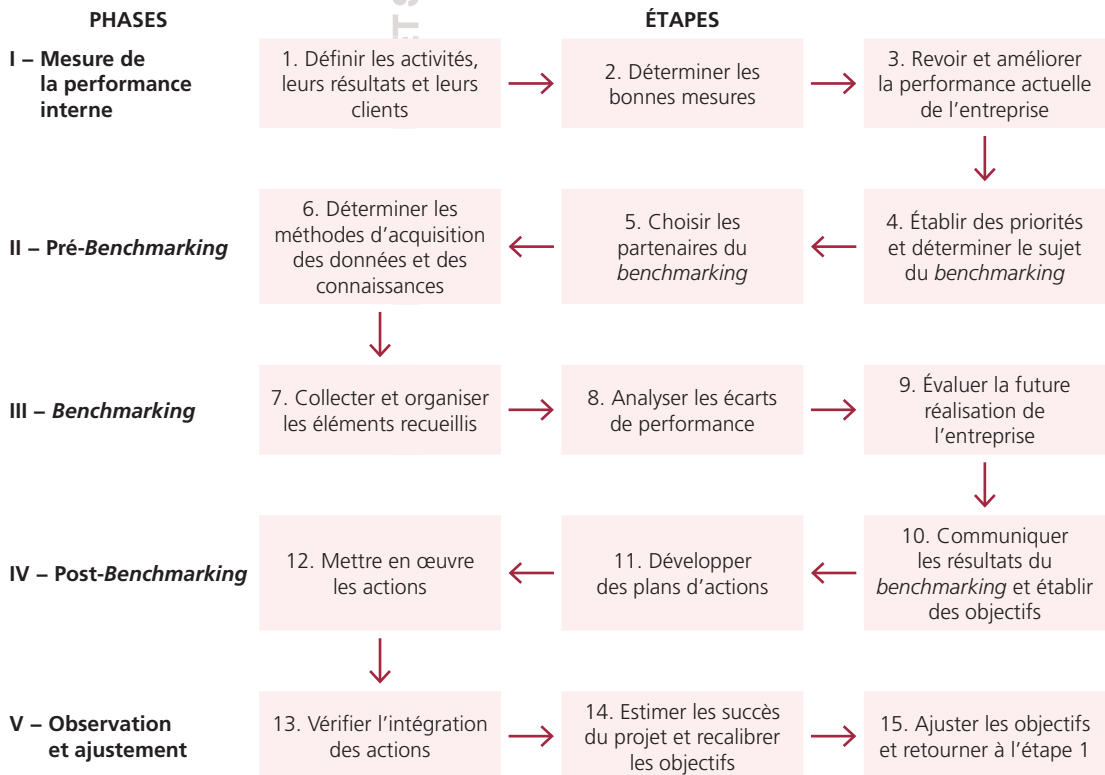 PHASES
ÉTAPES
I – Mesure de
la performance
interne
1. Définir les activités,
leurs résultats et leurs
clients
2. Déterminer les
bonnes mesures
3. Revoir et améliorer
la performance actuelle
de l’entreprise
II – Pré-Benchmarking
6. Déterminer les
méthodes d’acquisition
des données et des
connaissances
5. Choisir les
partenaires du
benchmarking
4. Établir des priorités
et déterminer le sujet
du benchmarking
III – Benchmarking
7. Collecter et organiser
les éléments recueillis
8. Analyser les écarts
de performance
9. Évaluer la future
réalisation de
l’entreprise
IV – Post-Benchmarking
12. Mettre en œuvre
les actions
11. Développer
des plans d’actions
10. Communiquer
les résultats du
benchmarking et établir
des objectifs
V – Observation
et ajustement
13. Vérifier l’intégration
des actions
14. Estimer les succès
du projet et recalibrer
les objectifs
15. Ajuster les objectifs
et retourner à l’étape 1